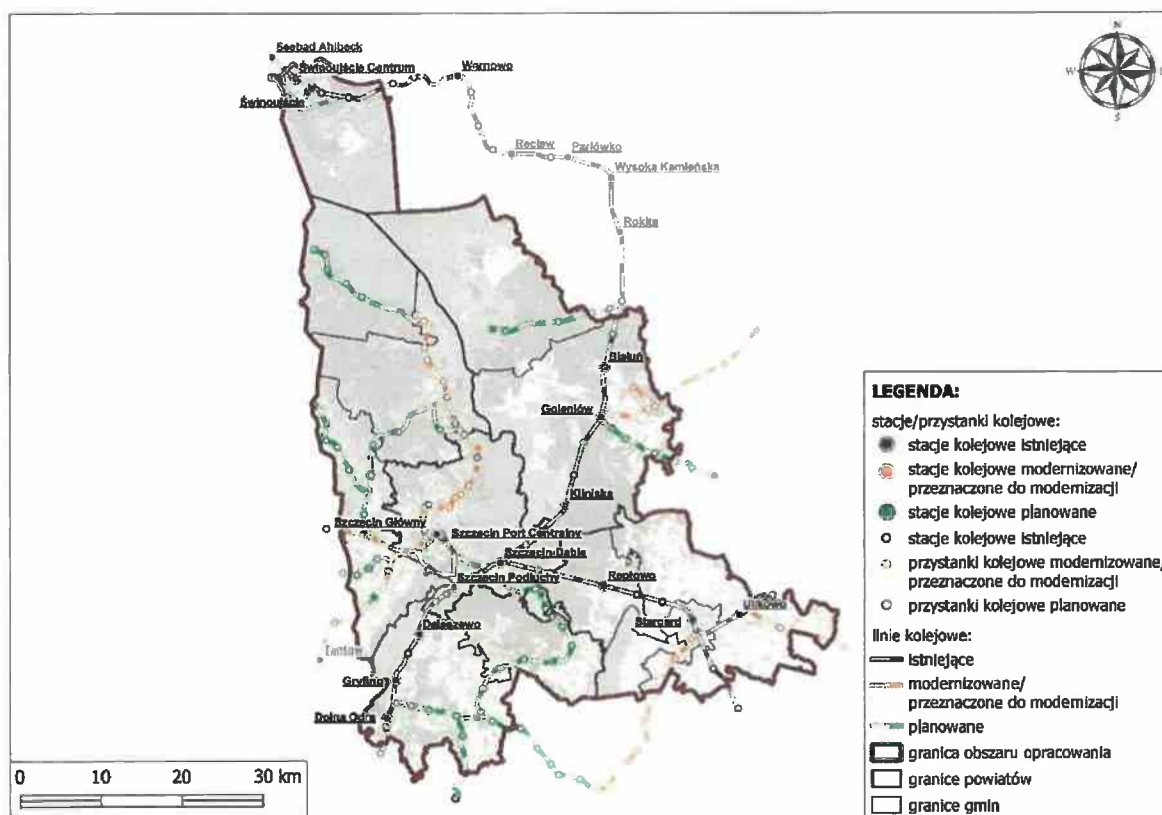 Seebad Ahlbeck
Świnoujście Centrum
Świnoujście
Warnowo
Recław
Parłówko
Wysoka Kamieńska
Rokita
Białuń
Goleniów
Kliniska
Szczecin Główny
Szczecin Port Centralny
Szczecin Dąbie
Szczecin Podjuchy
Reptowo
Ulikowo
Stargard
Daleszewo
Tantow
Gryfino
Dolna Odra
N
W
S
0 10 20 30 km
LEGENDA:
stacje/przystanki kolejowe:
stacje kolejowe istniejące
stacje kolejowe modernizowane/
przeznaczone do modernizacji
stacje kolejowe planowane
stacje kolejowe istniejące
przystanki kolejowe modernizowane/
przeznaczone do modernizacji
przystanki kolejowe planowane
linie kolejowe:
istniejące
modernizowane/
przeznaczone do modernizacji
planowane
granica obszaru opracowania
granice powiatów
granice gmin